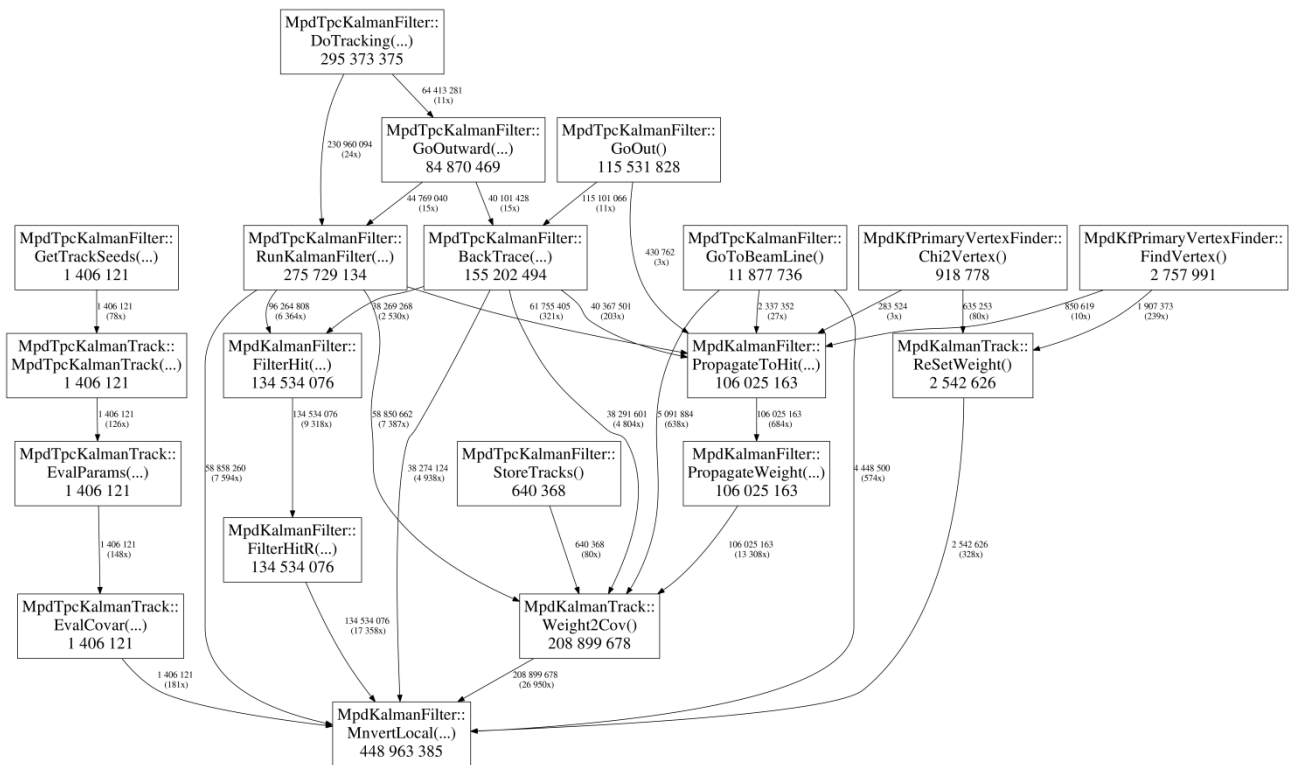 MpdTpcKalmanFilter::
DoTracking(...)
295 373 375
64 413 281
(11x)
MpdTpcKalmanFilter::
GoOutward(...)
84 870 469
MpdTpcKalmanFilter::
GoOut()
115 531 828
230 960 094
(24x)
44 769 040
(15x)
40 101 428
(15x)
115 101 066
(11x)
MpdTpcKalmanFilter::
GetTrackSeeds(...)
1 406 121
MpdTpcKalmanFilter::
RunKalmanFilter(...)
275 729 134
MpdTpcKalmanFilter::
BackTrace(...)
155 202 494
430 762
(3x)
MpdTpcKalmanFilter::
GoToBeamLine()
11 877 736
MpdKfPrimaryVertexFinder::
Chi2Vertex()
918 778
MpdKfPrimaryVertexFinder::
FindVertex()
2 757 991
1 406 121
(78x)
96 264 808
(6 364x)
38 269 268
(2 530x)
61 755 405
(321x)
40 367 501
(203x)
2 337 352
(27x)
283 524
(3x)
635 253
(80x)
850 619
(10x)
1 907 373
(239x)
MpdTpcKalmanTrack::
MpdTpcKalmanTrack(...)
1 406 121
MpdKalmanFilter::
FilterHit(...)
134 534 076
MpdKalmanFilter::
PropagateToHit(...)
106 025 163
MpdKalmanTrack::
ReSetWeight()
2 542 626
1 406 121
(126x)
134 534 076
(9 318x)
58 850 662
(7 387x)
38 291 601
(4 804x)
5 091 884
(638x)
106 025 163
(684x)
MpdTpcKalmanTrack::
EvalParams(...)
1 406 121
58 858 260
(7 594x)
38 274 124
(4 938x)
MpdTpcKalmanFilter::
StoreTracks()
640 368
MpdKalmanFilter::
PropagateWeight(...)
106 025 163
4 448 500
(574x)
1 406 121
(148x)
MpdKalmanFilter::
FilterHitR(...)
134 534 076
640 368
(80x)
106 025 163
(13 308x)
2 542 626
(328x)
MpdTpcKalmanTrack::
EvalCovar(...)
1 406 121
134 534 076
(17 358x)
MpdKalmanTrack::
Weight2Cov()
208 899 678
1 406 121
(181x)
208 899 678
(26 950x)
MpdKalmanFilter::
MnvertLocal(...)
448 963 385